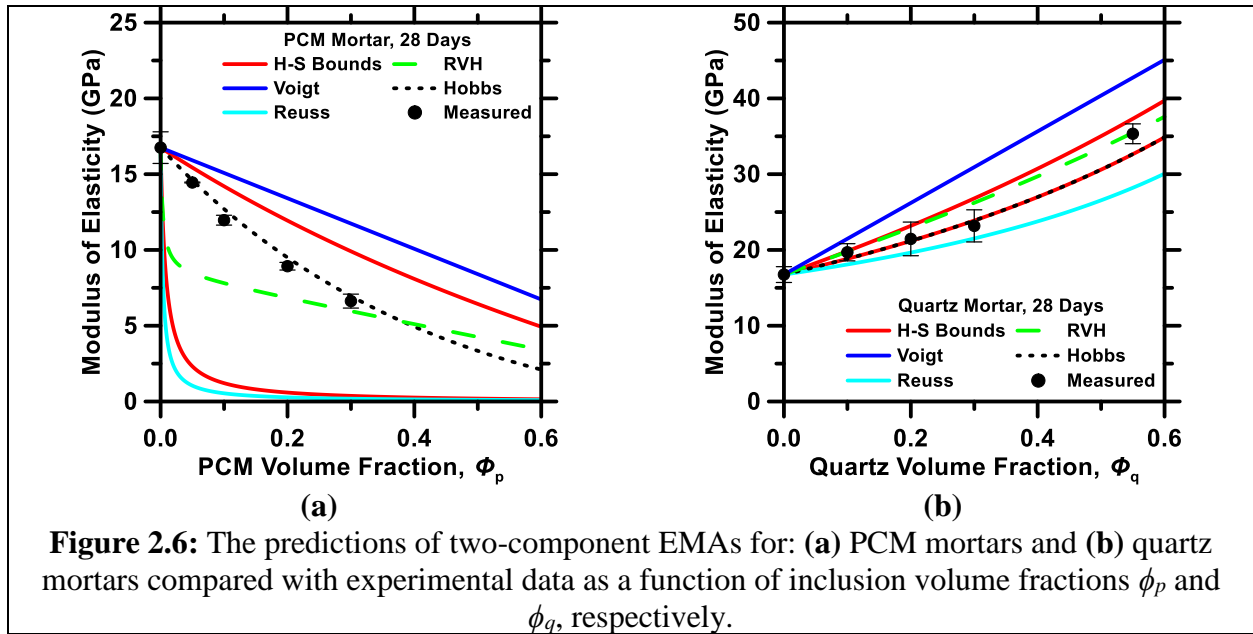 25
20
15
10
5
0
Modulus of Elasticity (GPa)
PCM Mortar, 28 Days
H-S Bounds RVH
Voigt Hobbs
Reuss Measured
0.0 0.2 0.4 0.6
PCM Volume Fraction, Φp
(a)
50
40
30
20
10
0
Modulus of Elasticity (GPa)
Quartz Mortar, 28 Days
H-S Bounds RVH
Voigt Hobbs
Reuss Measured
0.0 0.2 0.4 0.6
Quartz Volume Fraction, Φq
(b)
Figure 2.6: The predictions of two-component EMAs for: (a) PCM mortars and (b) quartz
mortars compared with experimental data as a function of inclusion volume fractions ϕp and
ϕq, respectively.